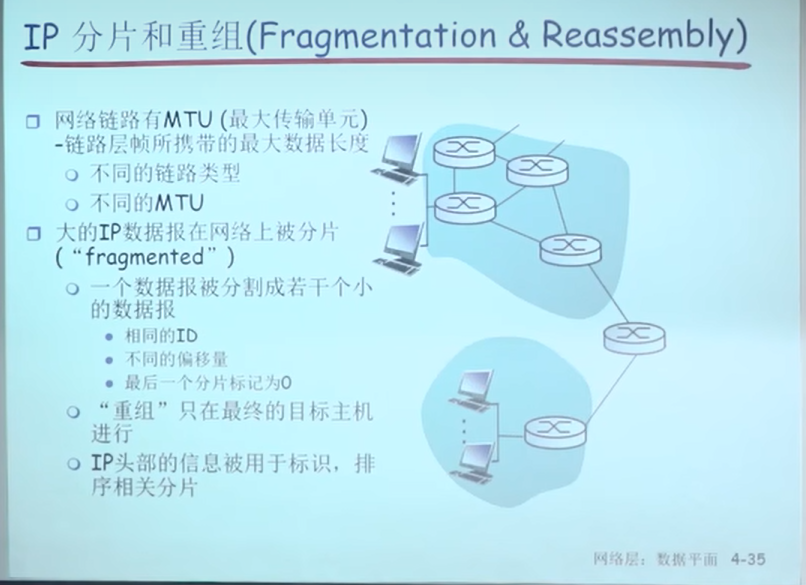 IP 分片和重组(Fragmentation & Reassembly)
网络链路有MTU (最大传输单元)
-链路层帧所携带的最大数据长度
不同的链路类型
不同的MTU
大的IP数据报在网络上被分片
(“fragmented”)
一个数据报被分割成若干个小
的数据报
相同的ID
不同的偏移量
最后一个分片标记为0
“重组”只在最终的目标主机
进行
IP头部的信息被用于标识，排
序相关分片
网络层：数据平面 4-35